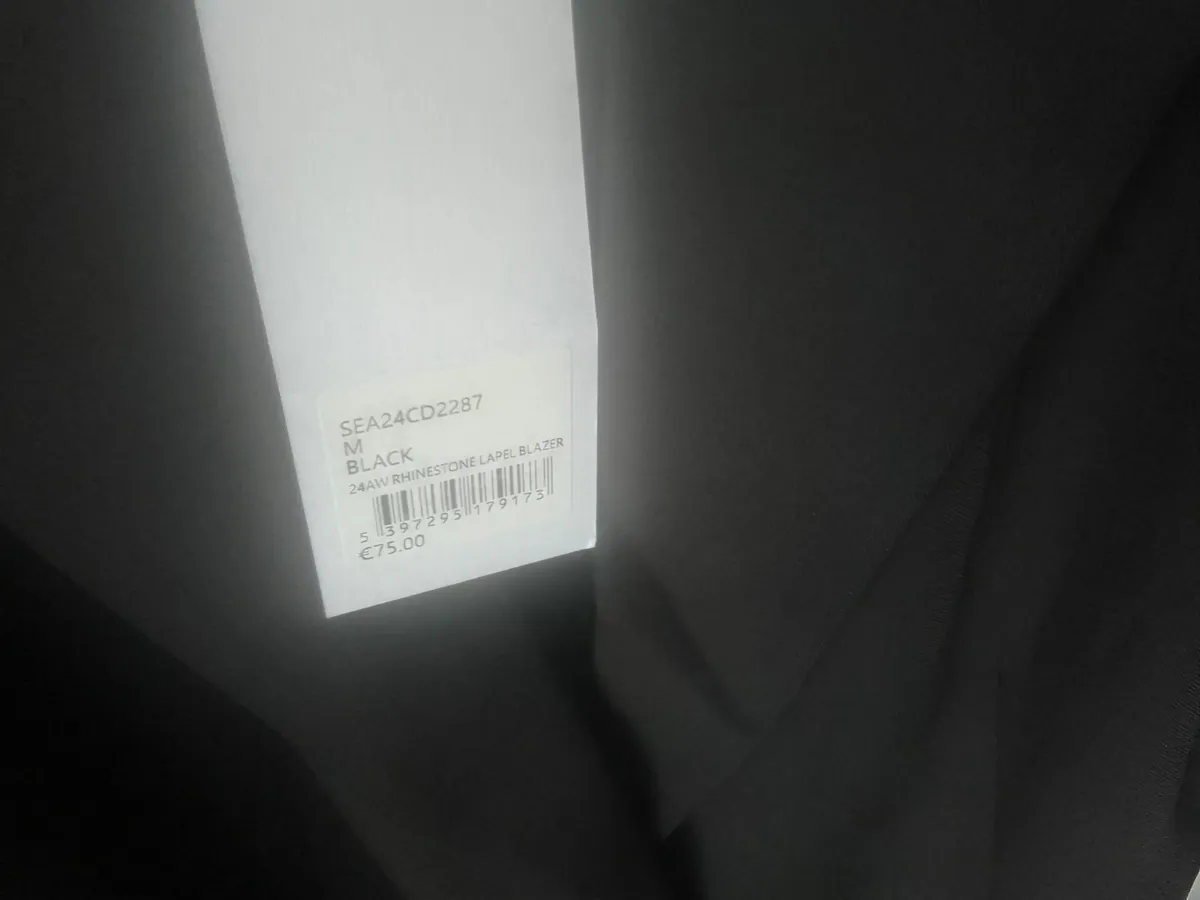 SEA24CD2287
M
BLACK
24AW RHINESTONE LAPEL BLAZER
5 397295 179173
€75.00